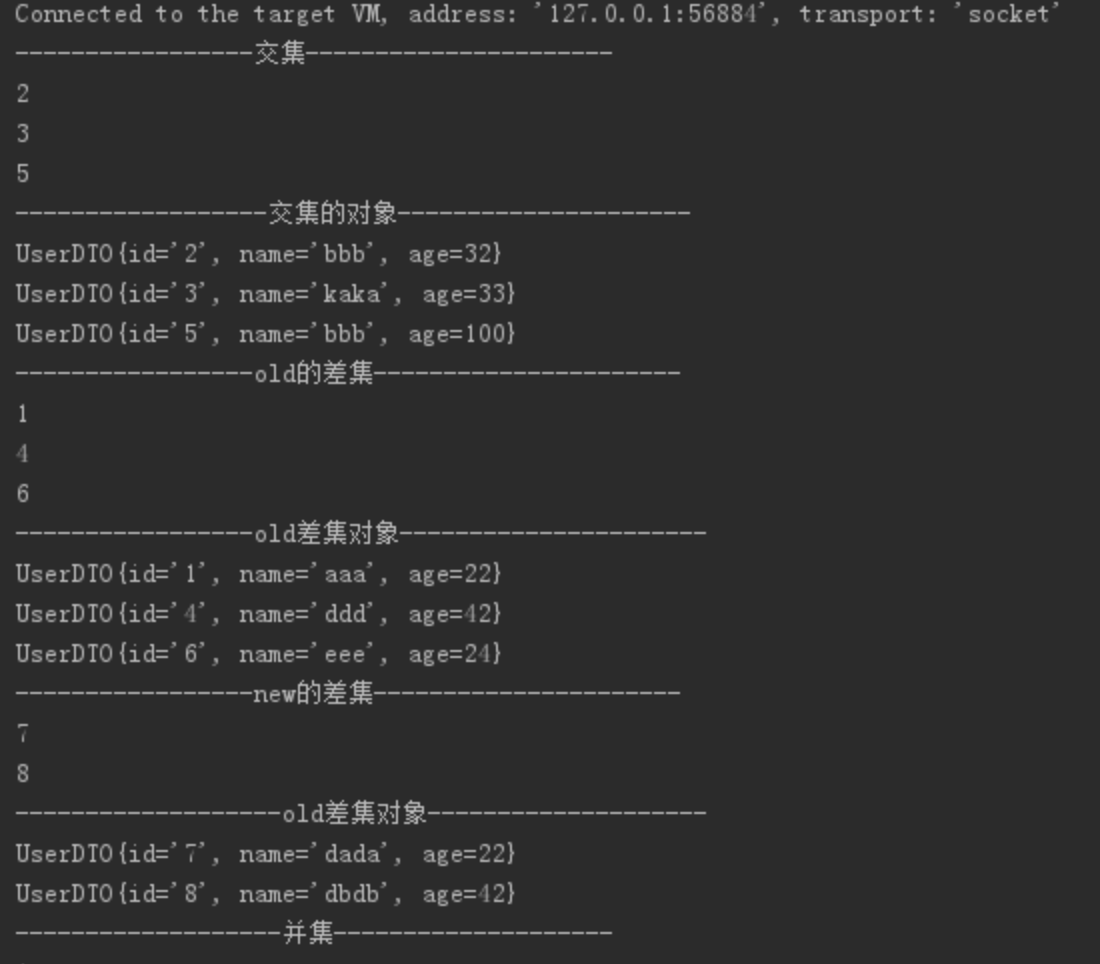 Connected to the target VM, address: '127.0.0.1:56884', transport: 'socket'
-----------------交集----------------------
2
3
5
------------------交集的对象---------------------
UserDTO{id='2', name='bbb', age=32}
UserDTO{id='3', name='kaka', age=33}
UserDTO{id='5', name='bbb', age=100}
-----------------old的差集----------------------
1
4
6
-----------------old差集对象----------------------
UserDTO{id='1', name='aaa', age=22}
UserDTO{id='4', name='ddd', age=42}
UserDTO{id='6', name='eee', age=24}
-----------------new的差集----------------------
7
8
-------------------old差集对象--------------------
UserDTO{id='7', name='dada', age=22}
UserDTO{id='8', name='dbdb', age=42}
-------------------并集--------------------